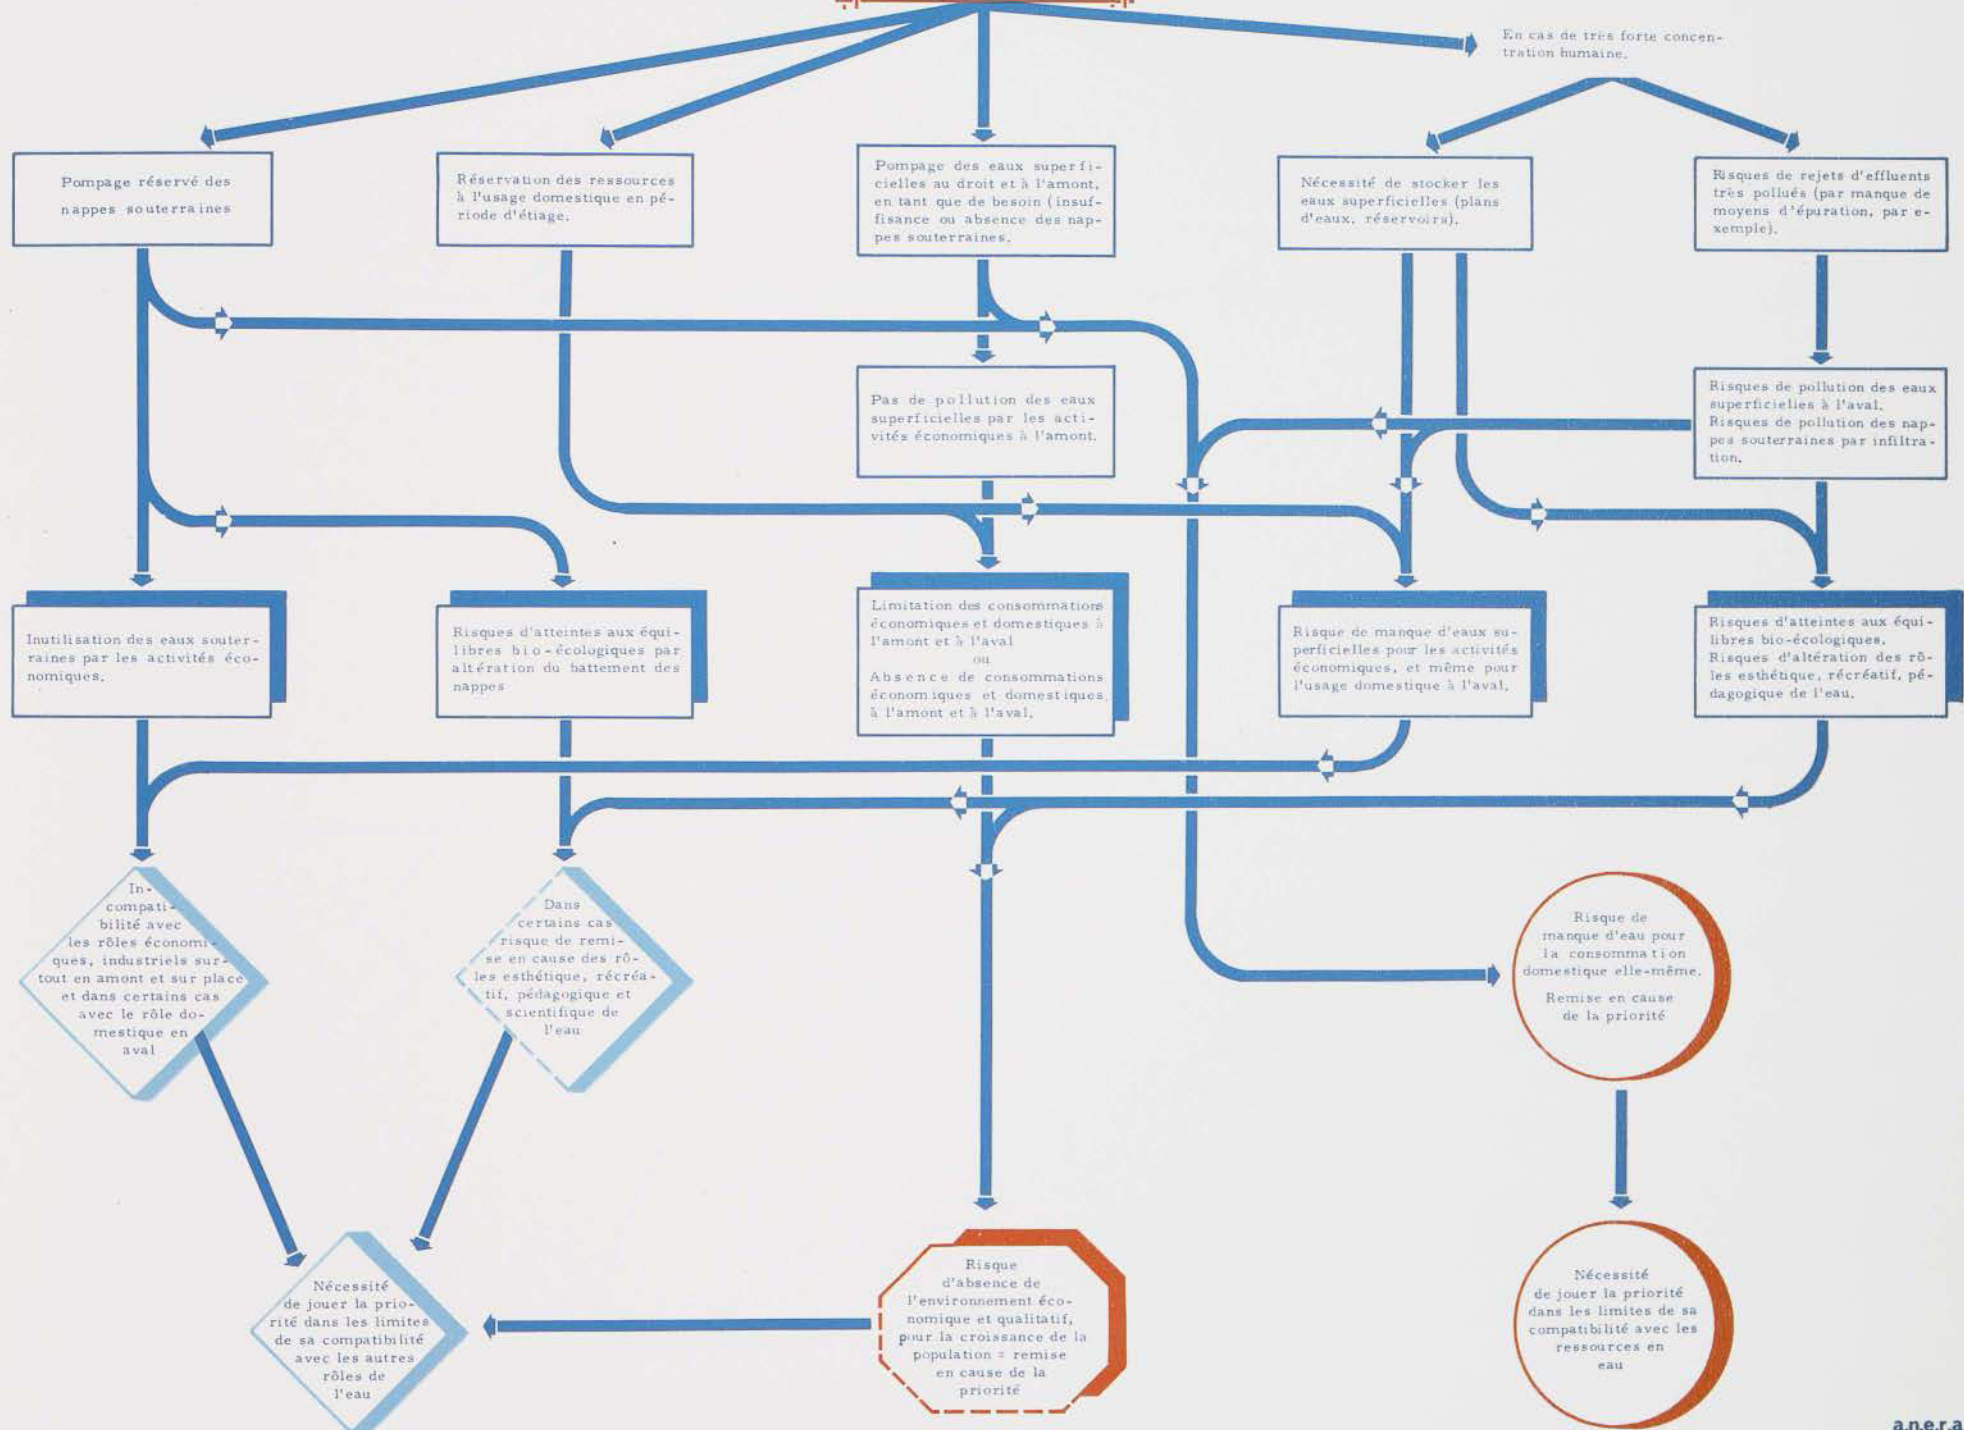 En cas de très forte concen-
tration humaine.
Pompage réservé des
nappes souterraines
Réservation des ressources
à l'usage domestique en pé-
riode d'étiage.
Pompage des eaux superfi-
cielles au droit et à l'amont,
en tant que de besoin (insuf-
fisance ou absence des nap-
pes souterraines.
Nécessité de stocker les
eaux superficielles (plans
d'eaux, réservoirs).
Risques de rejets d'effluents
très pollués (par manque de
moyens d'épuration, par e-
xemple).
Pas de pollution des eaux
superficielles par les acti-
vités économiques à l'amont.
Risques de pollution des eaux
superficielles à l'aval.
Risques de pollution des nap-
pes souterraines par infiltra-
tion.
Inutilisation des eaux souter-
raines par les activités éco-
nomiques.
Risques d'atteintes aux équi-
libres bio-écologiques par
altération du battement des
nappes
Limitation des consommations
économiques et domestiques à
l'amont et à l'aval
ou
Absence de consommations
économiques et domestiques
à l'amont et à l'aval.
Risque de manque d'eaux su-
perficielles pour les activités
économiques, et même pour
l'usage domestique à l'aval.
Risques d'atteintes aux équi-
libres bio-écologiques.
Risques d'altération des rô-
les esthétique, récréatif, pé-
dagogique de l'eau.
In-
compati-
bilité avec
les rôles économi-
ques, industriels sur-
tout en amont et sur place
et dans certains cas
avec le rôle do-
mestique en
aval
Dans
certains cas
risque de remi-
se en cause des rô-
les esthétique, récréa-
tif, pédagogique et
scientifique de
l'eau
Risque de
manque d'eau pour
la consommation
domestique elle-même.
Remise en cause
de la priorité
Nécessité
de jouer la prio-
rité dans les limites
de sa compatibilité
avec les autres
rôles de
l'eau
Risque
d'absence de
l'environnement éco-
nomique et qualitatif,
pour la croissance de la
population = remise
en cause de la
priorité
Nécessité
de jouer la priorité
dans les limites de sa
compatibilité avec les
ressources en
eau
a.n.e.r.a